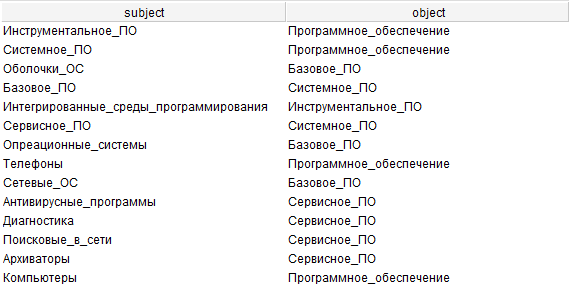 subject object
Инструментальное_ПО Программное_обеспечение
Системное_ПО Программное_обеспечение
Оболочки_ОС Базовое_ПО
Базовое_ПО Системное_ПО
Интегрированные_среды_программирования Инструментальное_ПО
Сервисное_ПО Системное_ПО
Опреационные_системы Базовое_ПО
Телефоны Программное_обеспечение
Сетевые_ОС Базовое_ПО
Антивирусные_программы Сервисное_ПО
Диагностика Сервисное_ПО
Поисковые_в_сети Сервисное_ПО
Архиваторы Сервисное_ПО
Компьютеры Программное_обеспечение